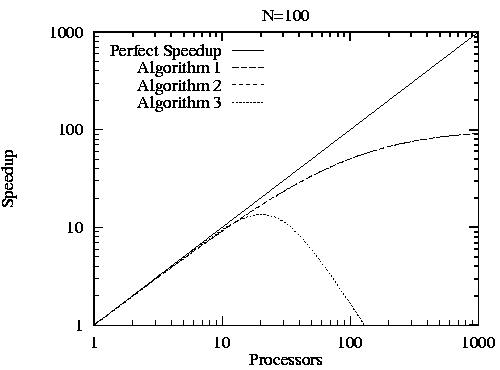 N=100
1000
Perfect Speedup
Algorithm 1
Algorithm 2
Algorithm 3
100
Speedup
10
1
1 10 100 1000
Processors